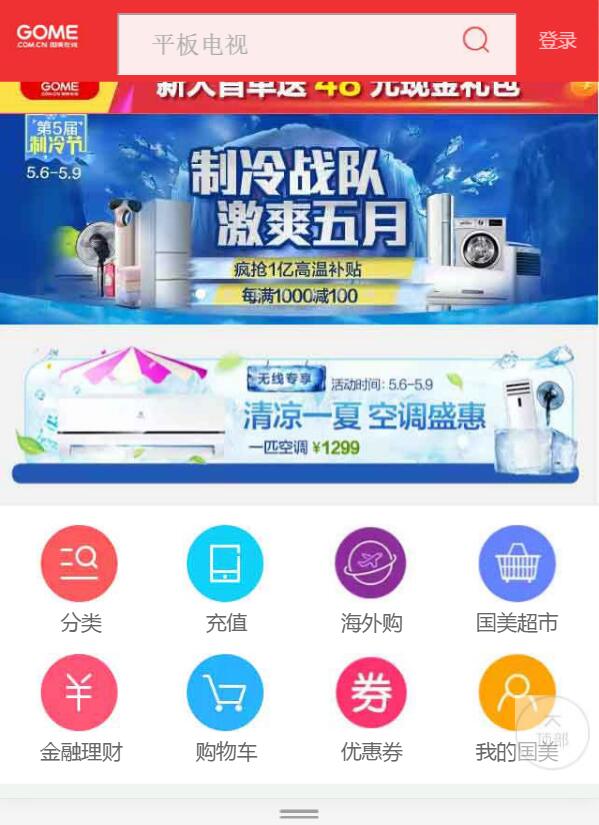 GOME
.COM.CN 国美在线
平板电视
登录
GOME
新人首单送 48 元现金礼包
第5届
制冷节
5.6-5.9
制冷战队
激爽五月
疯抢1亿高温补贴
每满1000减100
无线专享
活动时间: 5.6-5.9
清凉一夏 空调盛惠
一匹空调 ¥1299
分类
充值
海外购
国美超市
券
金融理财
购物车
优惠券
我的国美
顶部